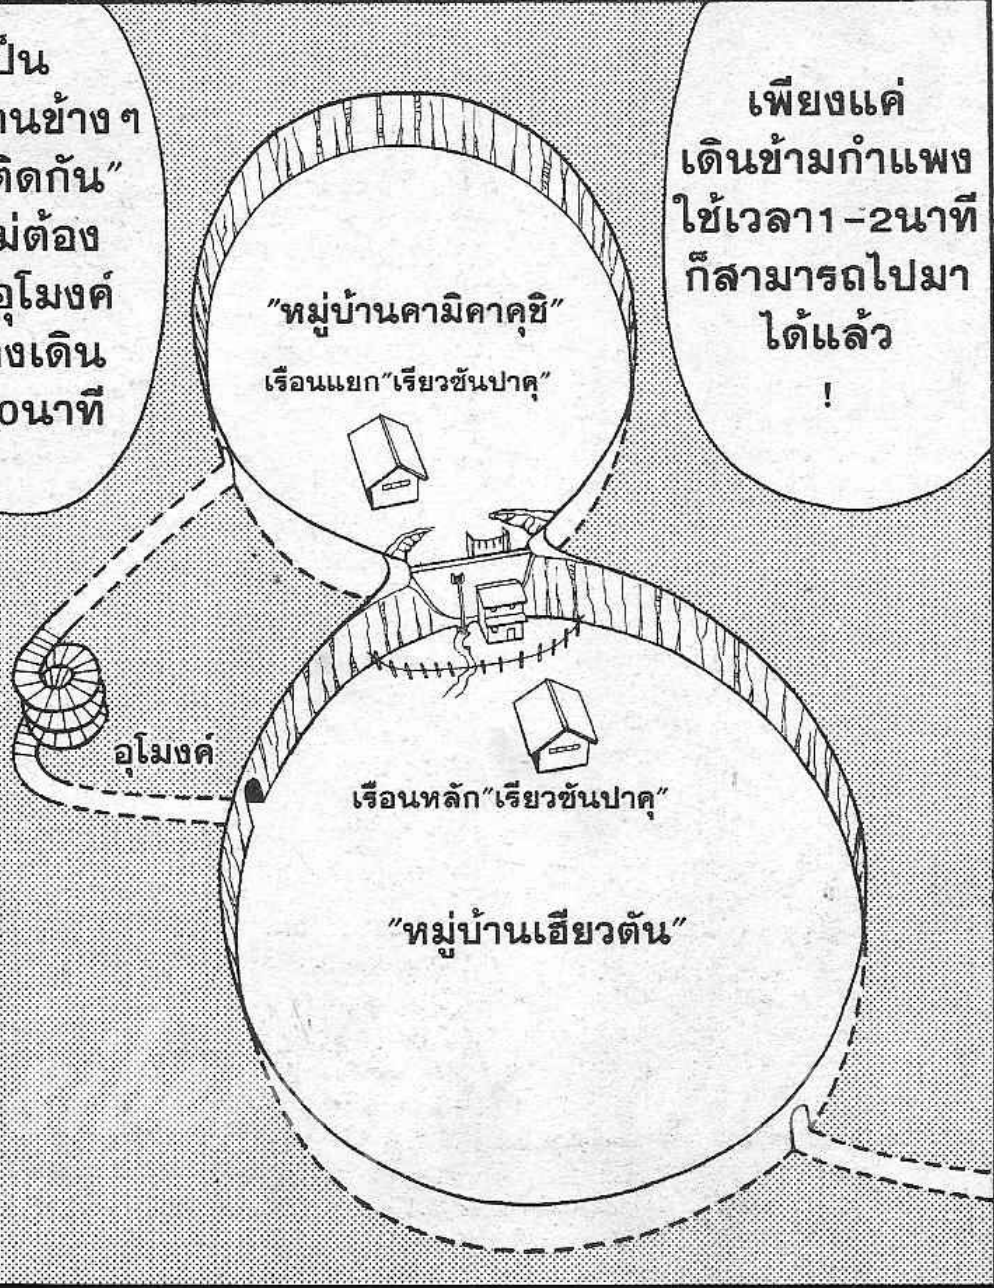 เพียงแค่
เดินข้ามกำแพง
ใช้เวลา1-2นาที
ก็สามารถไปมา
ได้แล้ว
!
ป็น
านข้างๆ
ติดกัน"
ม่ต้อง
อุโมงค์
งเดิน
0นาที
"หมู่บ้านคามิคาคุชิ"
เรือนแยก"เรียวซันปาคุ"
อุโมงค์
เรือนหลัก"เรียวซันปาคุ"
"หมู่บ้านเฮียวตัน"